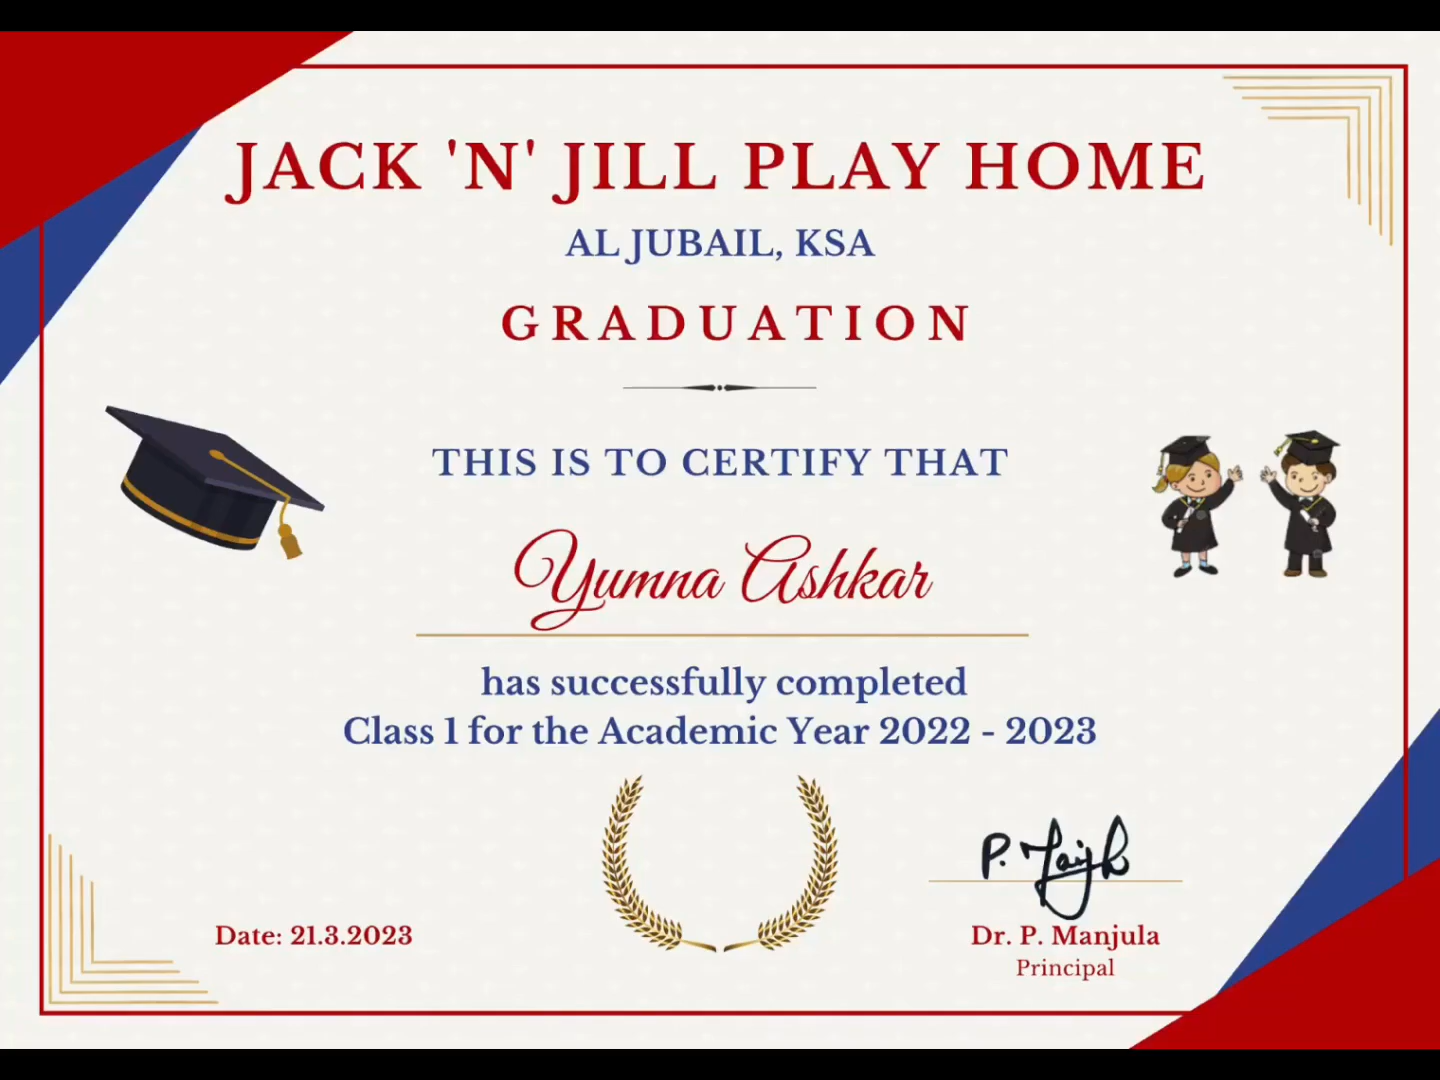 JACK 'N' JILL PLAY HOME
AL JUBAIL, KSA
GRADUATION
THIS IS TO CERTIFY THAT
Yumna Ashkar
has successfully completed
Class 1 for the Academic Year 2022 - 2023
P.
Date: 21.3.2023
Dr. P. Manjula
Principal